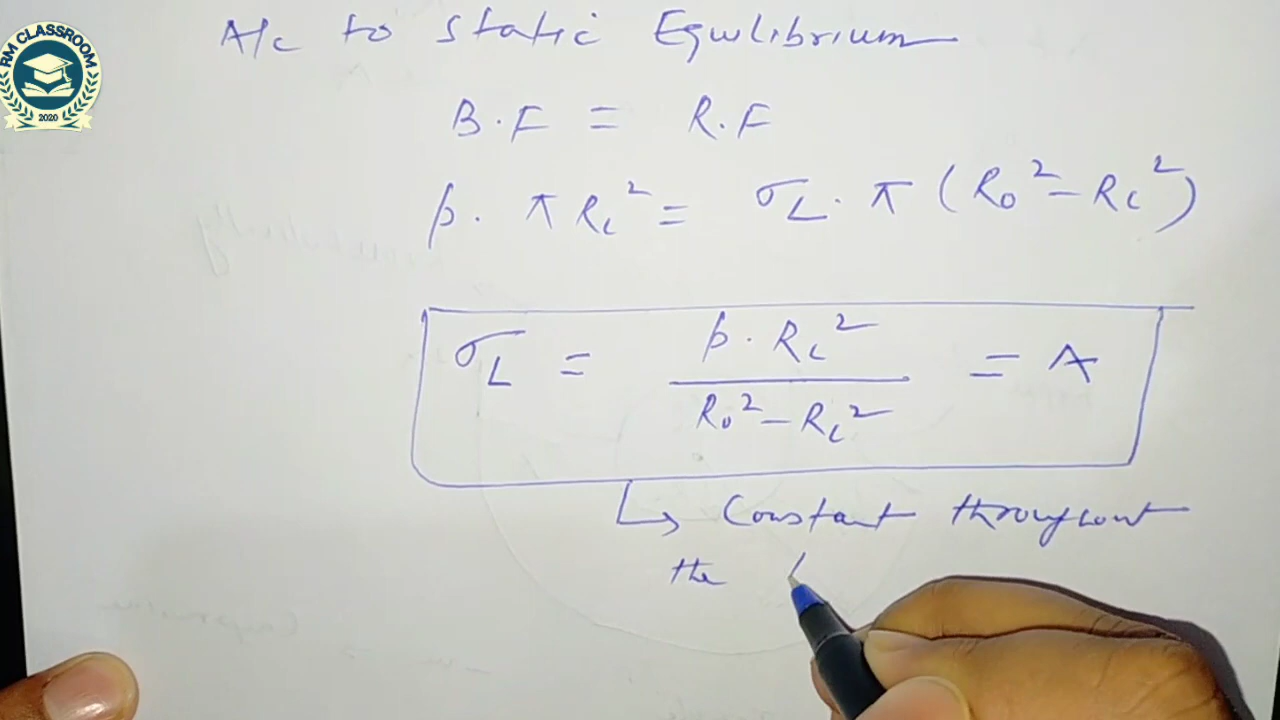 RM CLASSROOM
2020
A/c to Static Equilibrium
B.F = R.F
p. π Ri² = σL. π (Ro² − Ri²)
σL = p. Ri² / Ro² − Ri² = A
↳ Constant throughout
the